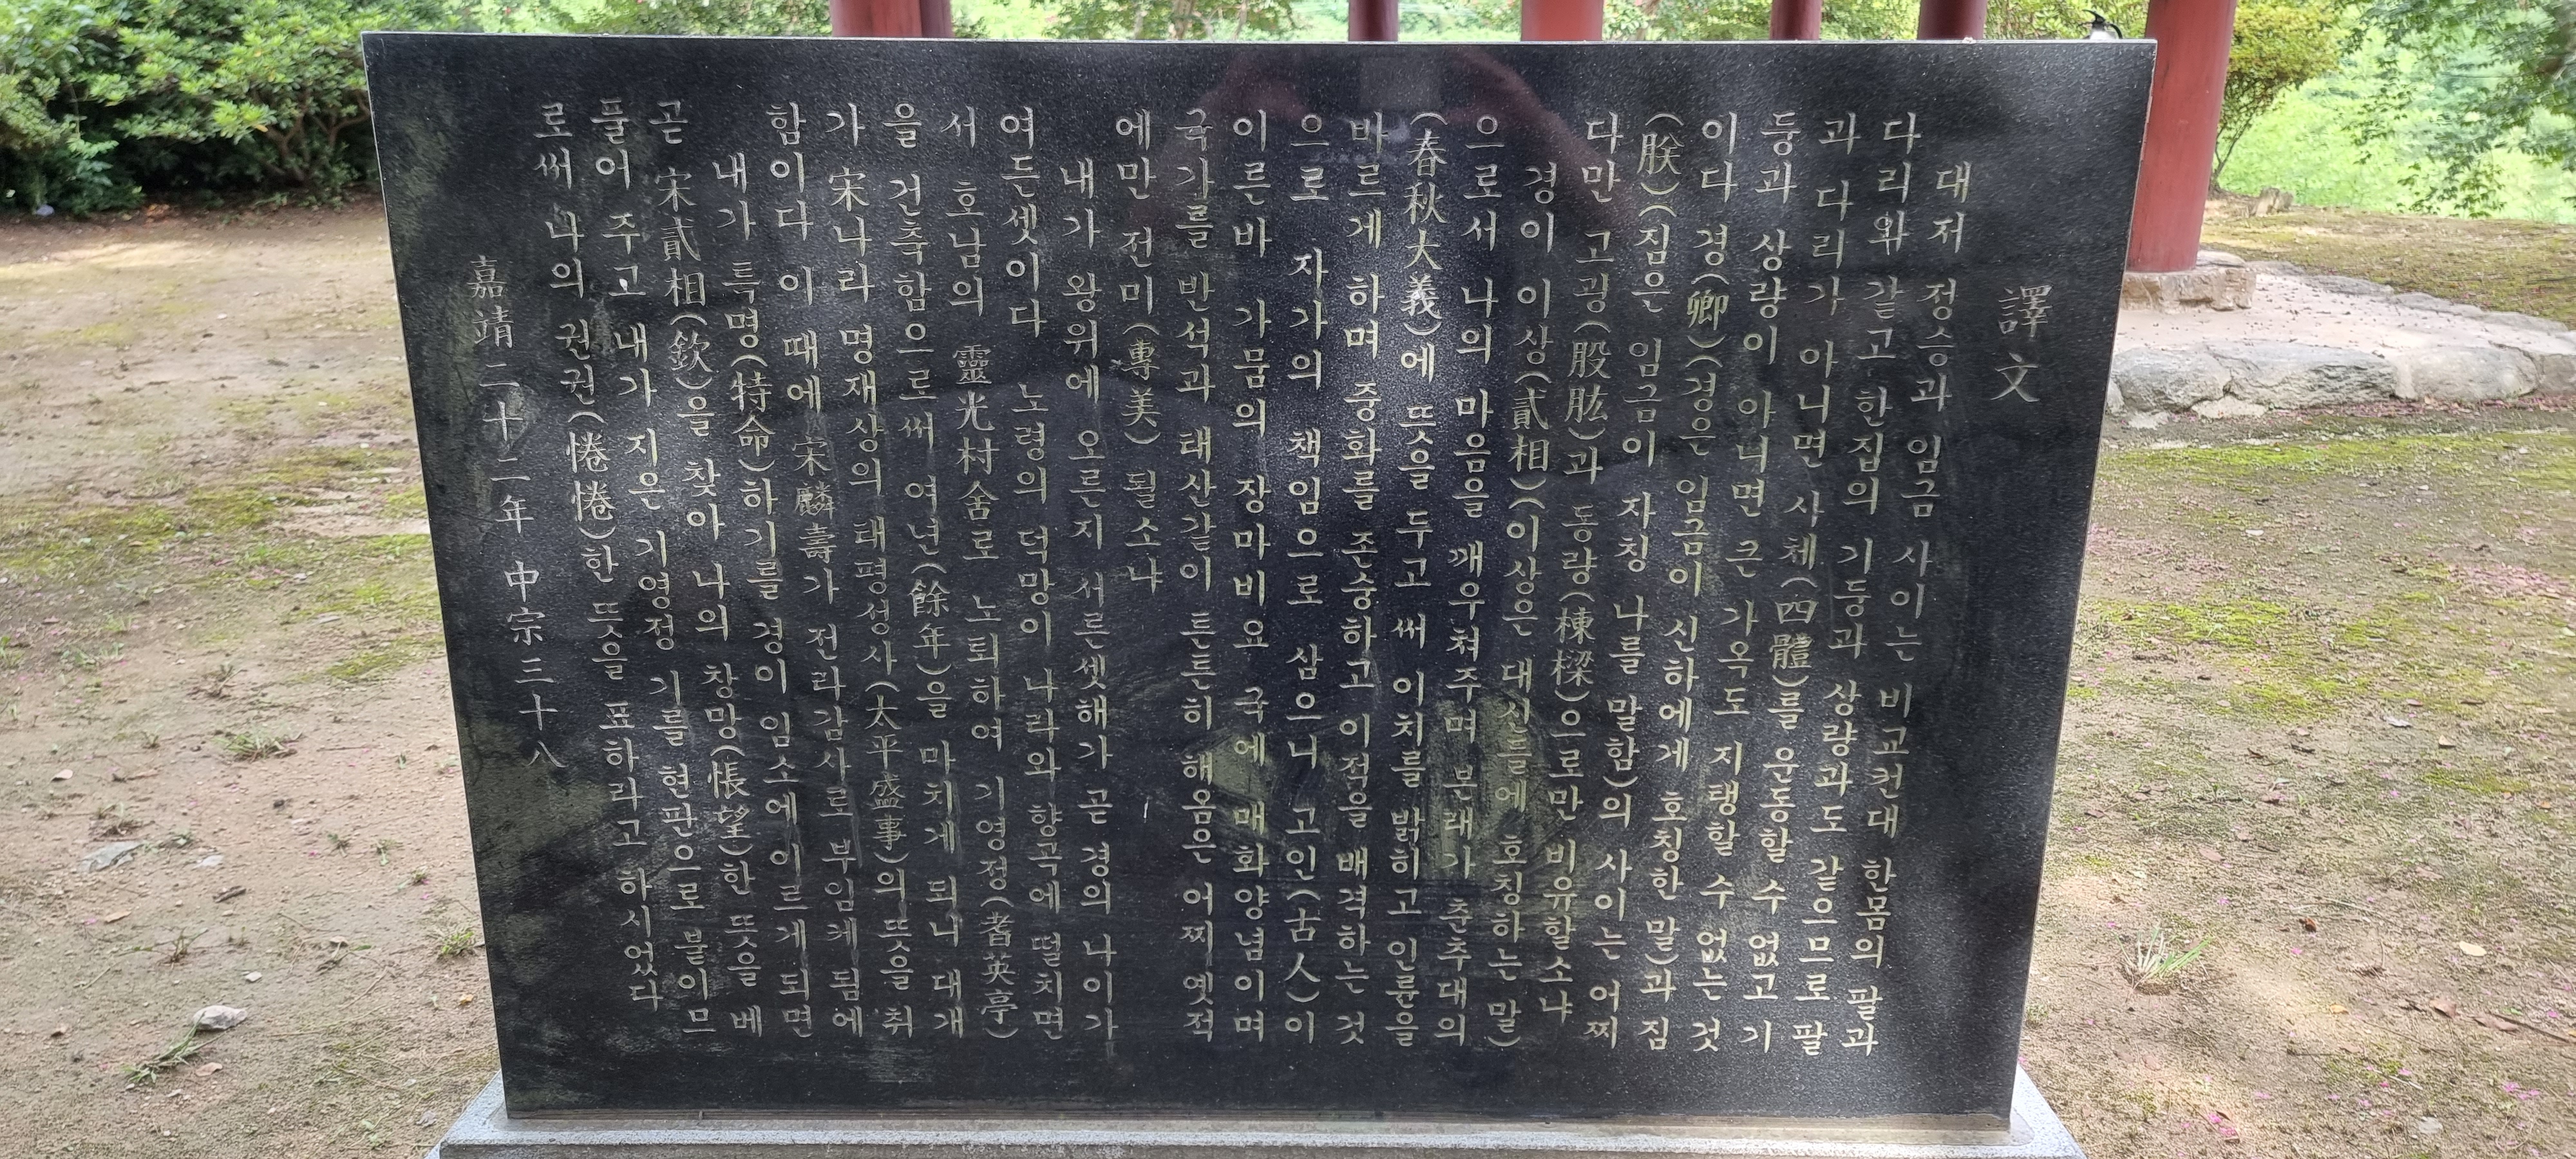 譯文
대저 정승과 임금 사이는 비교컨대 한몸의 팔과
다리와 같고 한집의 기둥과 상량과도 같으므로 팔
과 다리가 아니면 사체(四體)를 운동할 수 없고 기
둥과 상량이 아니면 큰 가옥도 지탱할 수 없는 것
이다 경(卿)(경은 임금이 신하에게 호칭한 말)과 짐
(朕)(짐은 임금이 자칭 나를 말함)의 사이는 어찌
다만 고굉(股肱)과 동량(棟樑)으로만 비유할소냐
경이 이상(貳相)(이상은 대신들에 호칭하는 말)
으로서 나의 마음을 깨우쳐주며 본래가 춘추대의
(春秋大義)에 뜻을 두고 써 이치를 밝히고 인륜을
바르게 하며 중화를 존숭하고 이적을 배격하는 것
으로 자가의 책임으로 삼으니 고인(古人)이
이른바 가뭄의 장마비요 국에 매화양념이며
국가를 반석과 태산같이 튼튼히 해옴은 어찌 옛적
에만 전미(專美) 될소냐
내가 왕위에 오른지 서른셋해가 곧 경의 나이가
여든셋이다 노령의 덕망이 나라와 향곡에 떨치면
서 호남의 靈光村舍로 노퇴하여 기영정(耆英亭)
을 건축함으로써 여년(餘年)을 마치게 되니 대개
가 宋나라 명재상의 태평성사(太平盛事)의 뜻을 취
함이다 이 때에 宋麟壽가 전라감사로 부임케 됨에
내가 특명(特命)하기를 경이 임소에 이르게 되면
곧 宋貳相(欽)을 찾아 나의 창망(悵望)한 뜻을 베
풀어 주고 내가 지은 기영정 기를 현판으로 붙이므
로써 나의 권권(惓惓)한 뜻을 표하라고 하시었다
嘉靖二十二年 中宗三十八